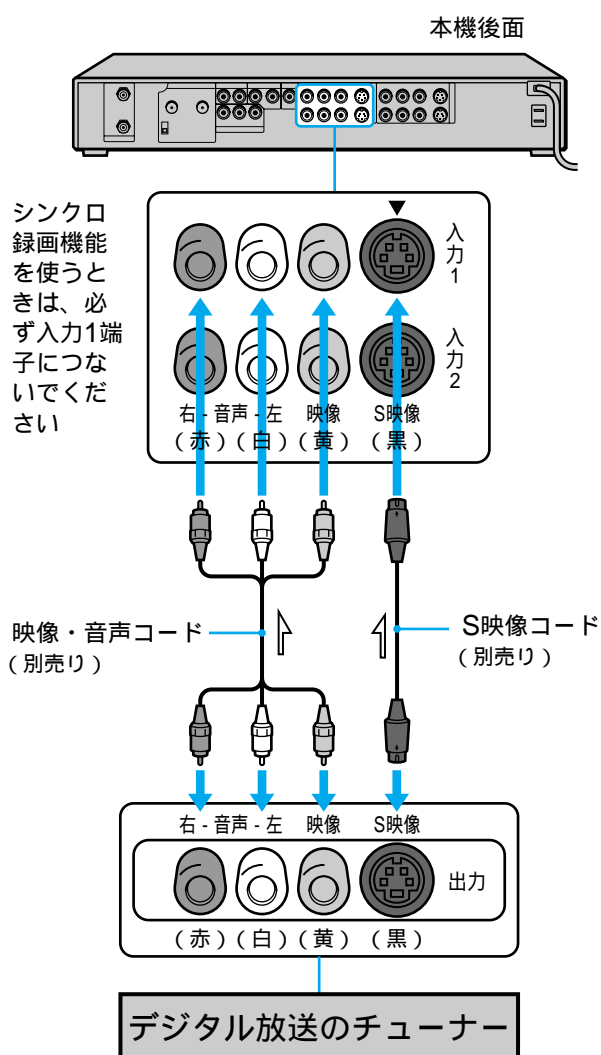 本機後面
シンクロ
録画機能
を使うと
きは、必
ず入力1端
子につな
いでくだ
さい
入力1
入力2
右 - 音声 - 左 映像 S映像
(赤)(白)(黄)(黒)
映像・音声コード
(別売り)
S映像コード
(別売り)
右 - 音声 - 左 映像 S映像
出力
(赤)(白)(黄)(黒)
デジタル放送のチューナー